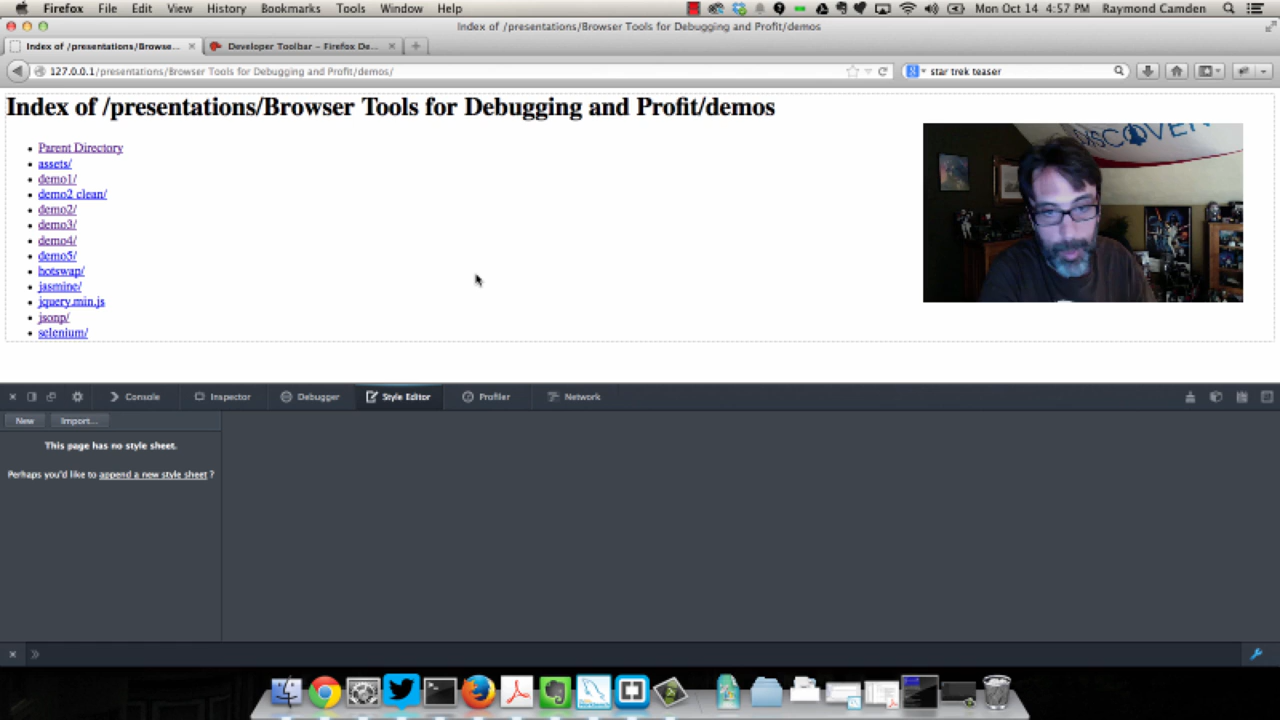 Firefox File Edit View History Bookmarks Tools Window Help Mon Oct 14 4:57 PM Raymond Camden
Index of /presentations/Browser Tools for Debugging and Profit/demos
Index of /presentations/Browse... Developer Toolbar – Firefox De...
127.0.0.1/presentations/Browser Tools for Debugging and Profit/demos/ star trek teaser
Index of /presentations/Browser Tools for Debugging and Profit/demos
Parent Directory
assets/
demo1/
demo2 clean/
demo2/
demo3/
demo4/
demo5/
hotswap/
jasmine/
jquery.min.js
jsonp/
selenium/
DISCOVER
Console Inspector Debugger Style Editor Profiler Network
New Import...
This page has no style sheet.
Perhaps you'd like to append a new style sheet ?